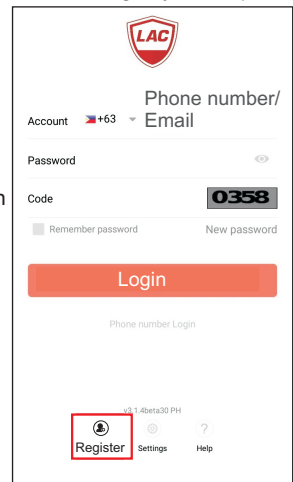 LAC
Phone number/
Account +63 Email
Password
n Code 0358
Remember password New password
Login
Phone number Login
v3.1.4beta30 PH
Register Settings ? Help